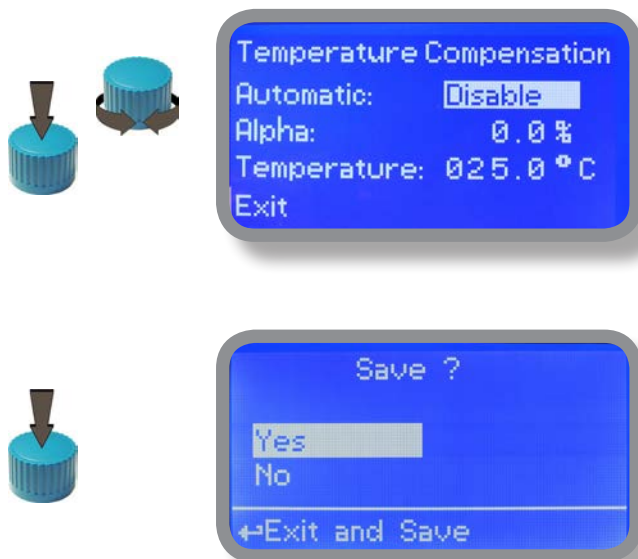 Temperature Compensation
Automatic: Disable
Alpha: 0.0%
Temperature: 025.0°C
Exit
Save ?
Yes
No
↵Exit and Save